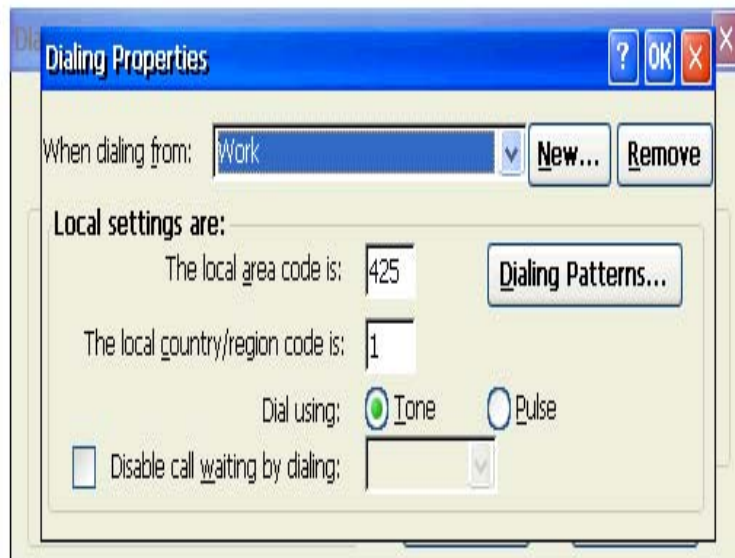 Dialing Properties ? OK X
When dialing from: Work New... Remove
Local settings are:
The local area code is: 425 Dialing Patterns...
The local country/region code is: 1
Dial using: Tone Pulse
Disable call waiting by dialing: